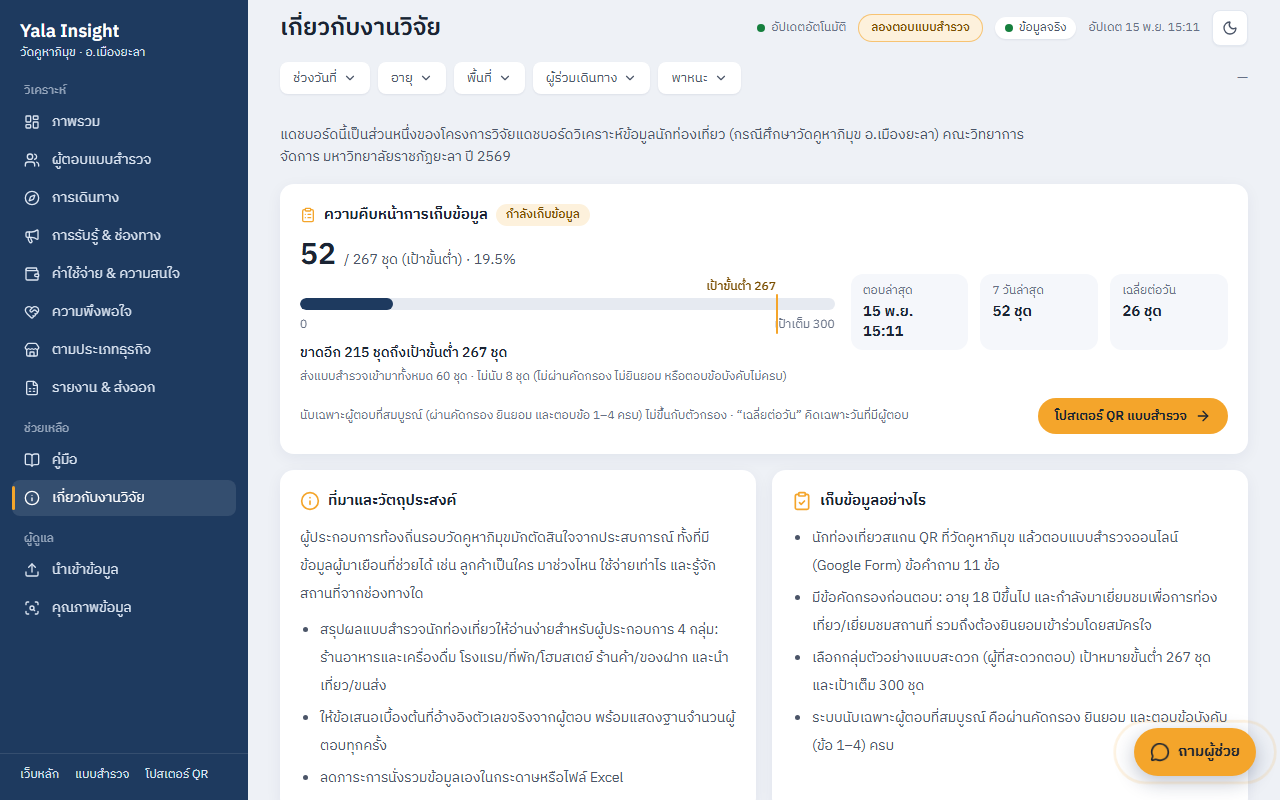 Yala Insight
วัดคูหาภิมุข · อ.เมืองยะลา
วิเคราะห์
ภาพรวม
ผู้ตอบแบบสำรวจ
การเดินทาง
การรับรู้ & ช่องทาง
ค่าใช้จ่าย & ความสนใจ
ความพึงพอใจ
ตามประเภทธุรกิจ
รายงาน & ส่งออก
ช่วยเหลือ
คู่มือ
เกี่ยวกับงานวิจัย
ผู้ดูแล
นำเข้าข้อมูล
คุณภาพข้อมูล
เว็บหลัก แบบสำรวจ โปสเตอร์ QR
เกี่ยวกับงานวิจัย
อัปเดตอัตโนมัติ ลองตอบแบบสำรวจ ข้อมูลจริง อัปเดต 15 พ.ย. 15:11
ช่วงวันที่ อายุ พื้นที่ ผู้ร่วมเดินทาง พาหนะ —
แดชบอร์ดนี้เป็นส่วนหนึ่งของโครงการวิจัยแดชบอร์ดวิเคราะห์ข้อมูลนักท่องเที่ยว (กรณีศึกษาวัดคูหาภิมุข อ.เมืองยะลา) คณะวิทยาการ
จัดการ มหาวิทยาลัยราชภัฏยะลา ปี 2569
ความคืบหน้าการเก็บข้อมูล กำลังเก็บข้อมูล
52 / 267 ชุด (เป้าขั้นต่ำ) · 19.5%
เป้าขั้นต่ำ 267
0 เป้าเต็ม 300
ขาดอีก 215 ชุดถึงเป้าขั้นต่ำ 267 ชุด
ส่งแบบสำรวจเข้ามาทั้งหมด 60 ชุด · ไม่นับ 8 ชุด (ไม่ผ่านคัดกรอง ไม่ยินยอม หรือตอบข้อบังคับไม่ครบ)
ตอบล่าสุด
15 พ.ย.
15:11
7 วันล่าสุด
52 ชุด
เฉลี่ยต่อวัน
26 ชุด
นับเฉพาะผู้ตอบที่สมบูรณ์ (ผ่านคัดกรอง ยินยอม และตอบข้อ 1–4 ครบ) ไม่ขึ้นกับตัวกรอง · “เฉลี่ยต่อวัน” คิดเฉพาะวันที่มีผู้ตอบ
โปสเตอร์ QR แบบสำรวจ
ที่มาและวัตถุประสงค์
ผู้ประกอบการท้องถิ่นรอบวัดคูหาภิมุขมักตัดสินใจจากประสบการณ์ ทั้งที่มี
ข้อมูลผู้มาเยือนที่ช่วยได้ เช่น ลูกค้าเป็นใคร มาช่วงไหน ใช้จ่ายเท่าไร และรู้จัก
สถานที่จากช่องทางใด
• สรุปผลแบบสำรวจนักท่องเที่ยวให้อ่านง่ายสำหรับผู้ประกอบการ 4 กลุ่ม:
ร้านอาหารและเครื่องดื่ม โรงแรม/ที่พัก/โฮมสเตย์ ร้านค้า/ของฝาก และนำ
เที่ยว/ขนส่ง
• ให้ข้อเสนอเบื้องต้นที่อ้างอิงตัวเลขจริงจากผู้ตอบ พร้อมแสดงฐานจำนวนผู้
ตอบทุกครั้ง
• ลดภาระการนั่งรวมข้อมูลเองในกระดาษหรือไฟล์ Excel
เก็บข้อมูลอย่างไร
• นักท่องเที่ยวสแกน QR ที่วัดคูหาภิมุข แล้วตอบแบบสำรวจออนไลน์
(Google Form) ข้อคำถาม 11 ข้อ
• มีข้อคัดกรองก่อนตอบ: อายุ 18 ปีขึ้นไป และกำลังมาเยี่ยมชมเพื่อการท่อง
เที่ยว/เยี่ยมชมสถานที่ รวมถึงต้องยินยอมเข้าร่วมโดยสมัครใจ
• เลือกกลุ่มตัวอย่างแบบสะดวก (ผู้ที่สะดวกตอบ) เป้าหมายขั้นต่ำ 267 ชุด
และเป้าเต็ม 300 ชุด
• ระบบนับเฉพาะผู้ตอบที่สมบูรณ์ คือผ่านคัดกรอง ยินยอม และตอบข้อบังคับ
(ข้อ 1–4) ครบ
ถามผู้ช่วย